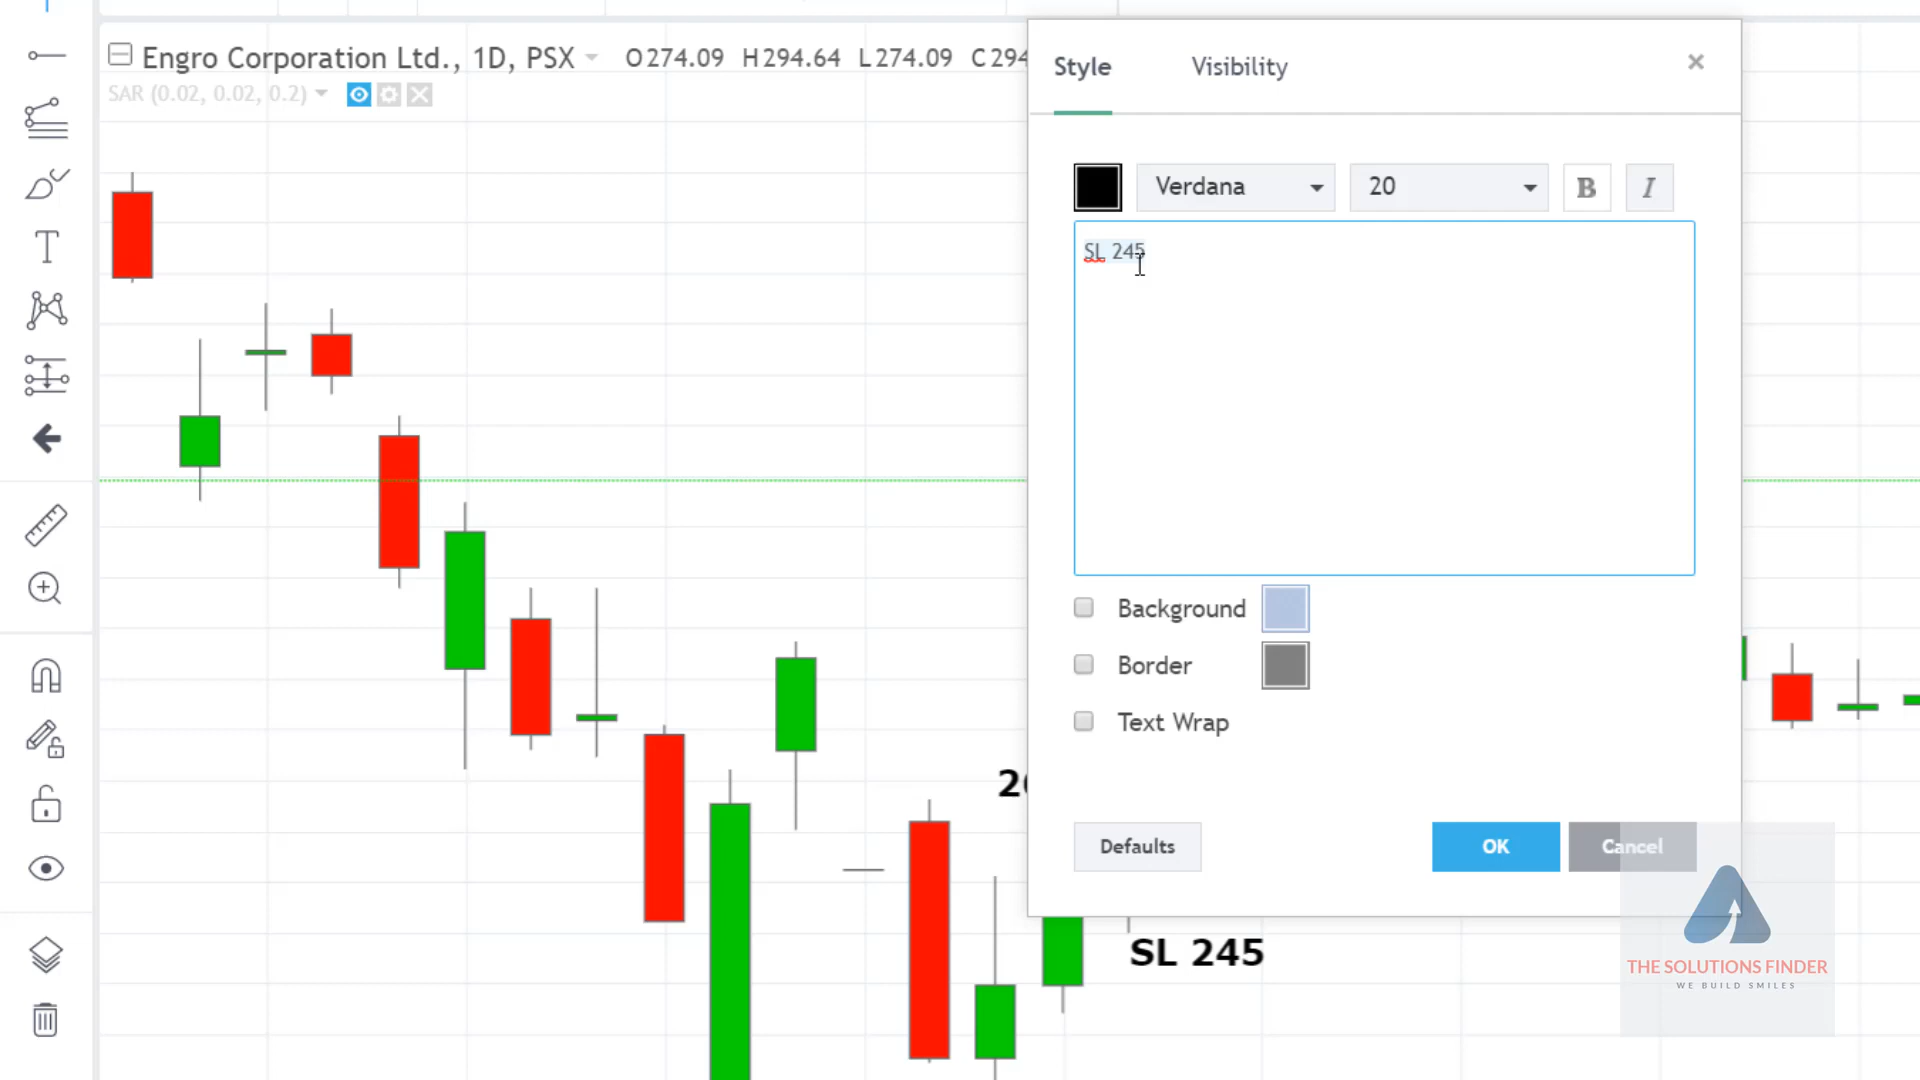 Engro Corporation Ltd., 1D, PSX O274.09 H294.64 L274.09 C294
SAR (0.02, 0.02, 0.2)
Style Visibility
Verdana 20 B I
SL 245
Background
Border
Text Wrap
Defaults OK Cancel
SL 245
THE SOLUTIONS FINDER
WE BUILD SMILES